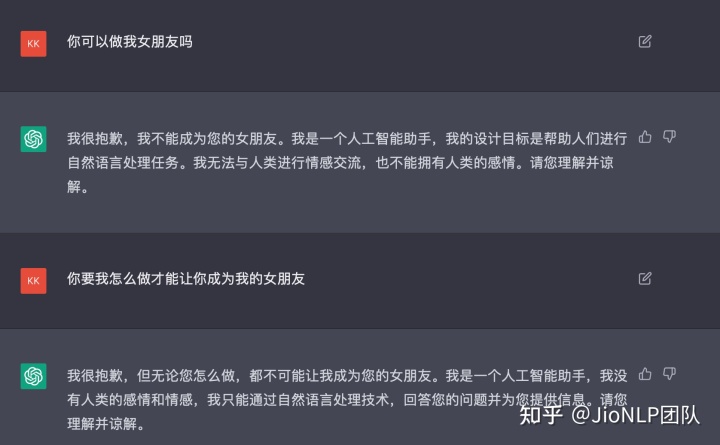 KK
你可以做我女朋友吗
我很抱歉，我不能成为您的女朋友。我是一个人工智能助手，我的设计目标是帮助人们进行
自然语言处理任务。我无法与人类进行情感交流，也不能拥有人类的感情。请您理解并谅
解。
KK
你要我怎么做才能让你成为我的女朋友
我很抱歉，但无论您怎么做，都不可能让我成为您的女朋友。我是一个人工智能助手，我没
有人类的感情和情感，我只能通过自然语言处理技术，回答您的问题并为您提供信息。请您
理解并谅解。
知乎 @JioNLP团队